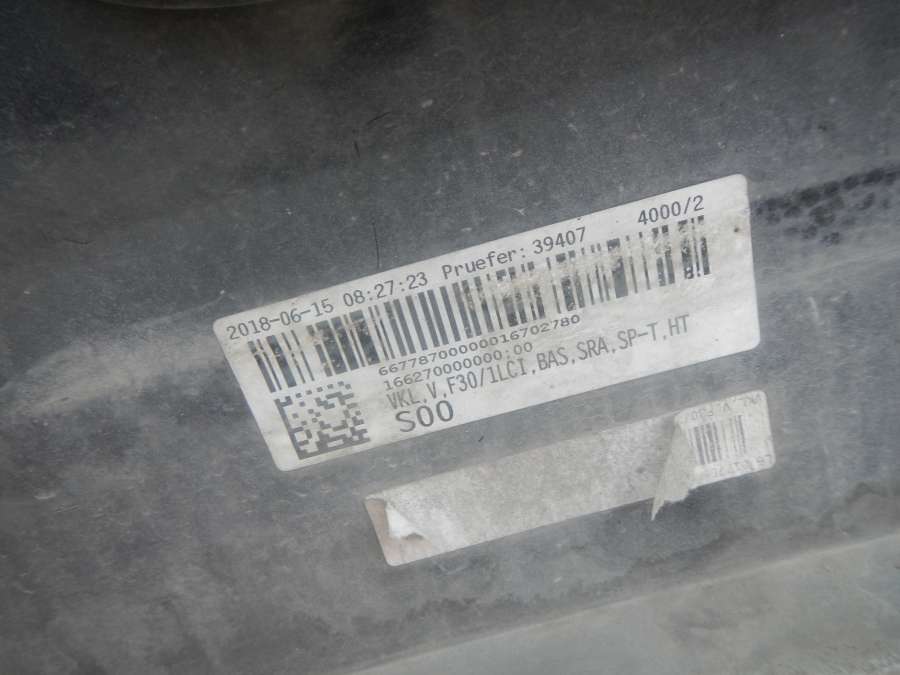 2018-06-15 08:27:23 Pruefer: 39407 4000/2
66778700000016702780
166270000000:00
VKL,V,F30/1LCI,BAS,SRA,SP-T,HT
S00